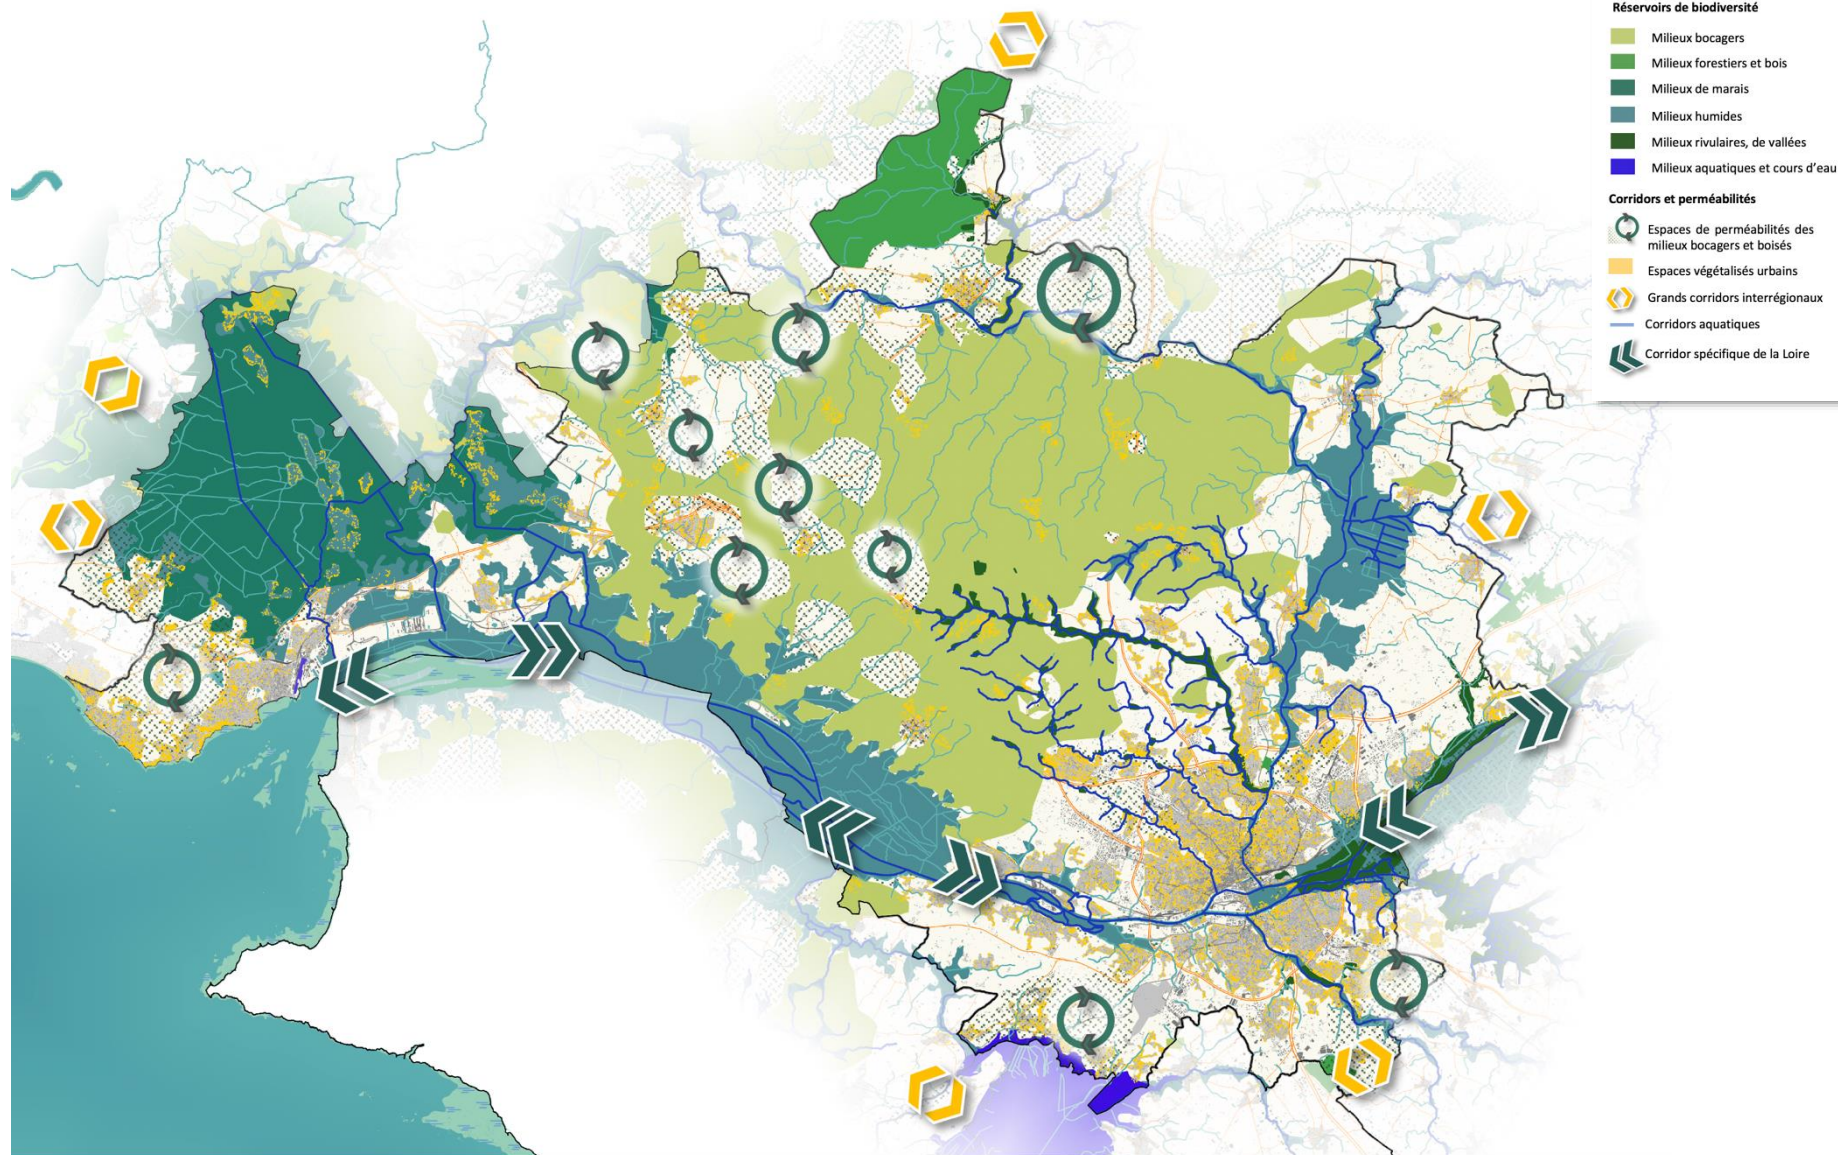 Réservoirs de biodiversité
Milieux bocagers
Milieux forestiers et bois
Milieux de marais
Milieux humides
Milieux rivulaires, de vallées
Milieux aquatiques et cours d'eau
Corridors et perméabilités
Espaces de perméabilités des
milieux bocagers et boisés
Espaces végétalisés urbains
Grands corridors interrégionaux
Corridors aquatiques
Corridor spécifique de la Loire